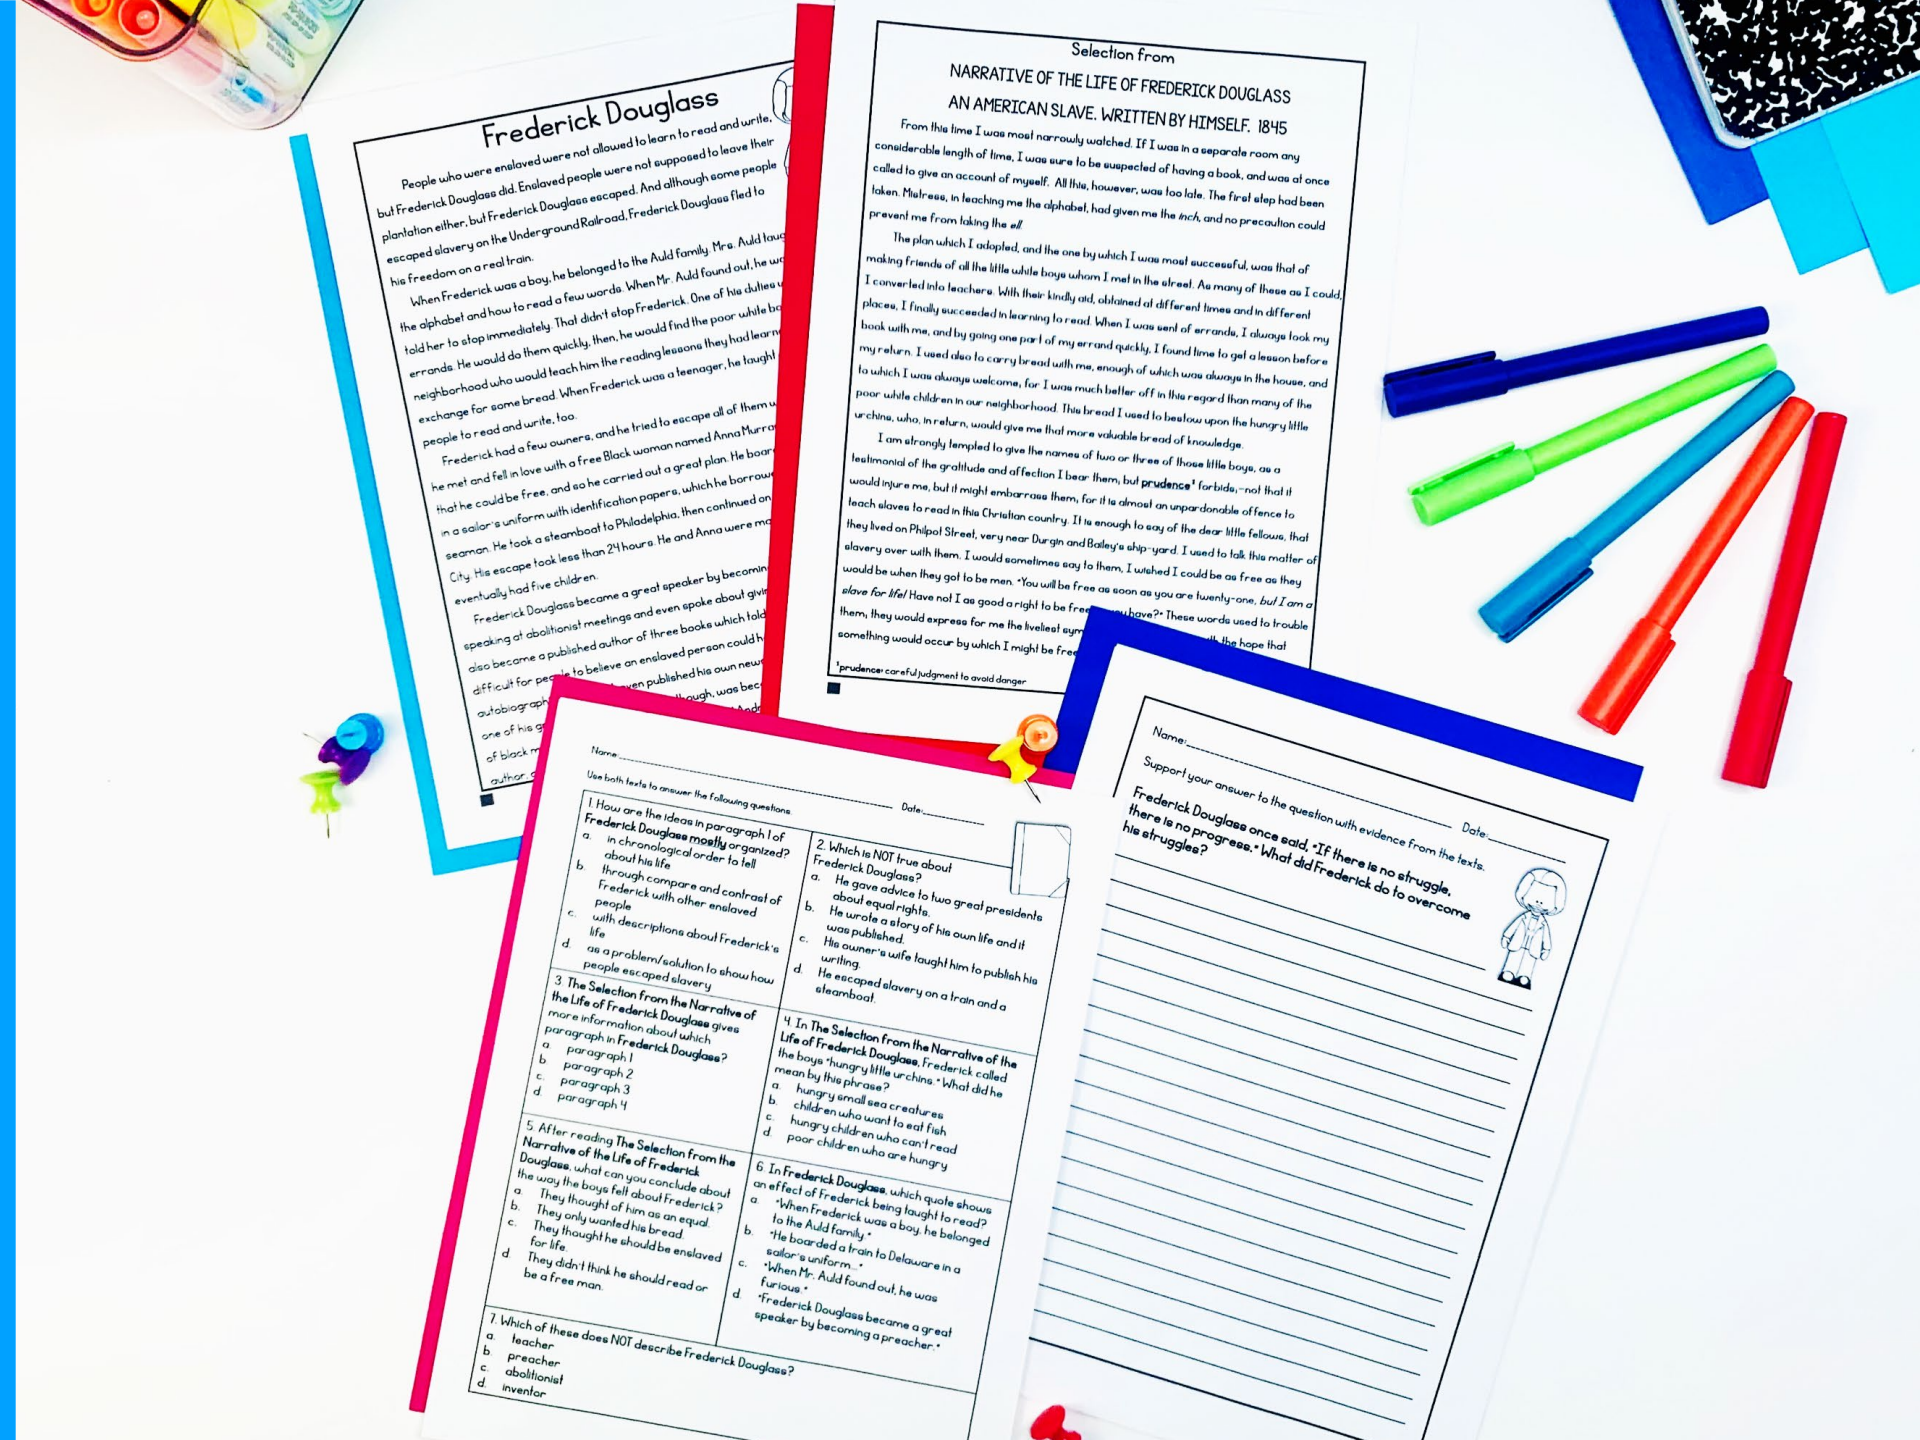 Frederick Douglass
People who were enslaved were not allowed to learn to read and write,
but Frederick Douglass did. Enslaved people were not supposed to leave their
plantation either, but Frederick Douglass escaped. And although some people
escaped slavery on the Underground Railroad, Frederick Douglass fled to
his freedom on a real train.
When Frederick was a boy, he belonged to the Auld family. Mrs. Auld
the alphabet and how to read a few words. When Mr. Auld found out, he
told her to stop immediately. That didn't stop Frederick. One of his duties
errands. He would do them quickly, then, he would find the poor white
neighborhood who would teach him the reading lessons they had
exchange for some bread. When Frederick was a teenager, he taught
people to read and write, too.
Frederick had a few owners, and he tried to escape all of them
he met and fell in love with a free Black woman named Anna
that he could be free, and so he carried out a great plan. He
in a sailor's uniform with identification papers, which he
seaman. He took a steamboat to Philadelphia, then continued on
City. His escape took less than 24 hours. He and Anna were
eventually had five children.
Frederick Douglass became a great speaker by
speaking at abolitionist meetings and even spoke about
also became a published author of three books which told
difficult for people to believe an enslaved person could
published his own
was
one of his
of black
author,
Selection from
NARRATIVE OF THE LIFE OF FREDERICK DOUGLASS
AN AMERICAN SLAVE. WRITTEN BY HIMSELF. 1845
From this time I was most narrowly watched. If I was in a separate room any
considerable length of time, I was sure to be suspected of having a book, and was at once
called to give an account of myself. All this, however, was too late. The first step had been
taken. Mistress, in teaching me the alphabet, had given me the inch, and no precaution could
prevent me from taking the ell.
The plan which I adopted, and the one by which I was most successful, was that of
making friends of all the little white boys whom I met in the street. As many of these as I could,
I converted into teachers. With their kindly aid, obtained at different times and in different
places, I finally succeeded in learning to read. When I was sent of errands, I always took my
book with me, and by going one part of my errand quickly, I found time to get a lesson before
my return. I used also to carry bread with me, enough of which was always in the house, and
to which I was always welcome, for I was much better off in this regard than many of the
poor white children in our neighborhood. This bread I used to bestow upon the hungry little
urchins, who, in return, would give me that more valuable bread of knowledge.
I am strongly tempted to give the names of two or three of those little boys, as a
testimonial of the gratitude and affection I bear them; but prudence¹ forbids;-not that it
would injure me, but it might embarrass them; for it is almost an unpardonable offence to
teach slaves to read in this Christian country. It is enough to say of the dear little fellows, that
they lived on Philpot Street, very near Durgin and Bailey's ship-yard. I used to talk this matter of
slavery over with them. I would sometimes say to them, I wished I could be as free as they
would be when they got to be men. "You will be free as soon as you are twenty-one, but I am a
slave for life! Have not I as good a right to be free have?" These words used to trouble
them; they would express for me the liveliest the hope that
something would occur by which I might be
¹prudence: careful judgment to avoid danger
Name: Date:
Use both texts to answer the following questions.
1. How are the ideas in paragraph 1 of
Frederick Douglass mostly organized?
a. in chronological order to tell
about his life
b. through compare and contrast of
Frederick with other enslaved
people
c. with descriptions about Frederick's
life
d. as a problem/solution to show how
people escaped slavery
2. Which is NOT true about
Frederick Douglass?
a. He gave advice to two great presidents
about equal rights.
b. He wrote a story of his own life and it
was published.
c. His owner's wife taught him to publish his
writing.
d. He escaped slavery on a train and a
steamboat.
3. The Selection from the Narrative of
the Life of Frederick Douglass gives
more information about which
paragraph in Frederick Douglass?
a. paragraph 1
b. paragraph 2
c. paragraph 3
d. paragraph 4
4. In The Selection from the Narrative of the
Life of Frederick Douglass, Frederick called
the boys "hungry little urchins." What did he
mean by this phrase?
a. hungry small sea creatures
b. children who want to eat fish
c. hungry children who can't read
d. poor children who are hungry
5. After reading The Selection from the
Narrative of the Life of Frederick
Douglass, what can you conclude about
the way the boys felt about Frederick?
a. They thought of him as an equal.
b. They only wanted his bread.
c. They thought he should be enslaved
for life.
d. They didn't think he should read or
be a free man.
6. In Frederick Douglass, which quote shows
an effect of Frederick being taught to read?
a. "When Frederick was a boy, he belonged
to the Auld family."
b. "He boarded a train to Delaware in a
sailor's uniform..."
c. "When Mr. Auld found out, he was
furious."
d. "Frederick Douglass became a great
speaker by becoming a preacher."
7. Which of these does NOT describe Frederick Douglass?
a. teacher
b. preacher
c. abolitionist
d. inventor
Name: Date:
Support your answer to the question with evidence from the texts.
Frederick Douglass once said, "If there is no struggle,
there is no progress." What did Frederick do to overcome
his struggles?